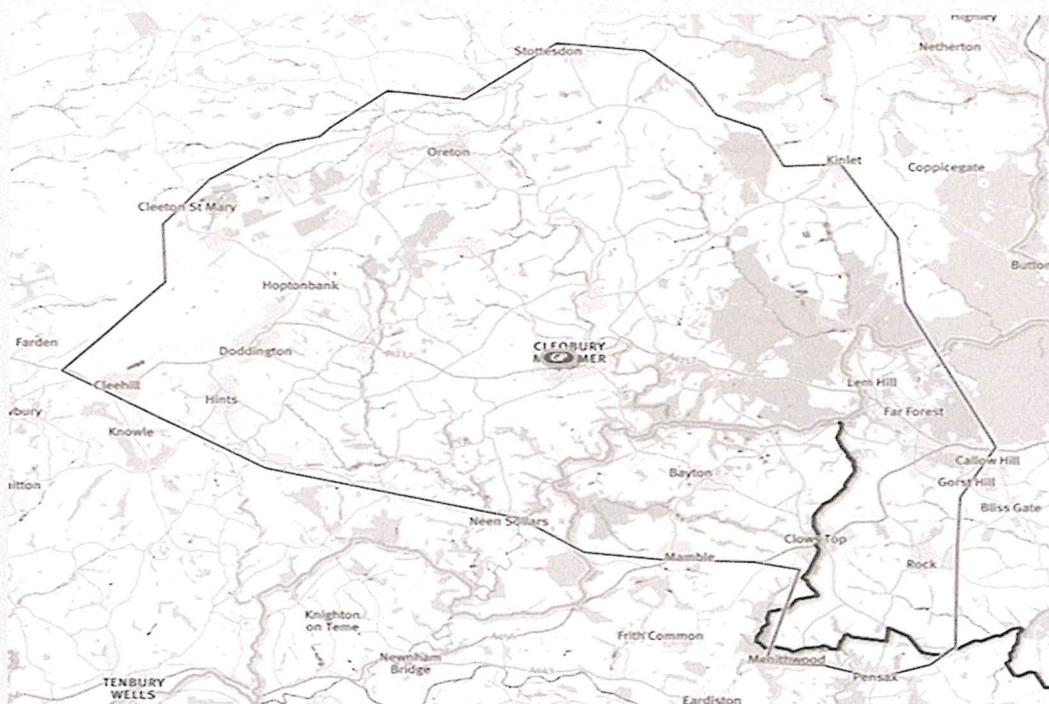 Highley
Stottesdon
Netherton
Oreton
Kinlet
Coppicegate
Cleeton St Mary
Button
Hoptonbank
Farden
Doddington
CLEOBURY
Cleehill
Lem Hill
Hints
Far Forest
Knowle
Callow Hill
Bayton
Gorst Hill
Bliss Gate
Neen Sollars
Clows Top
Mamble
Rock
Knighton
on Teme
Frith Common
Newnham
Bridge
Menithwood
Pensax
TENBURY
WELLS
Eardiston